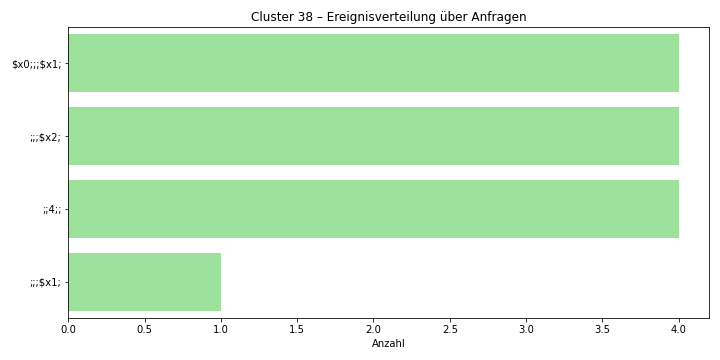 Cluster 38 – Ereignisverteilung über Anfragen
$x0;;;$x1;
;;;$x2;
;;4;;
;;;$x1;
0.0 0.5 1.0 1.5 2.0 2.5 3.0 3.5 4.0
Anzahl